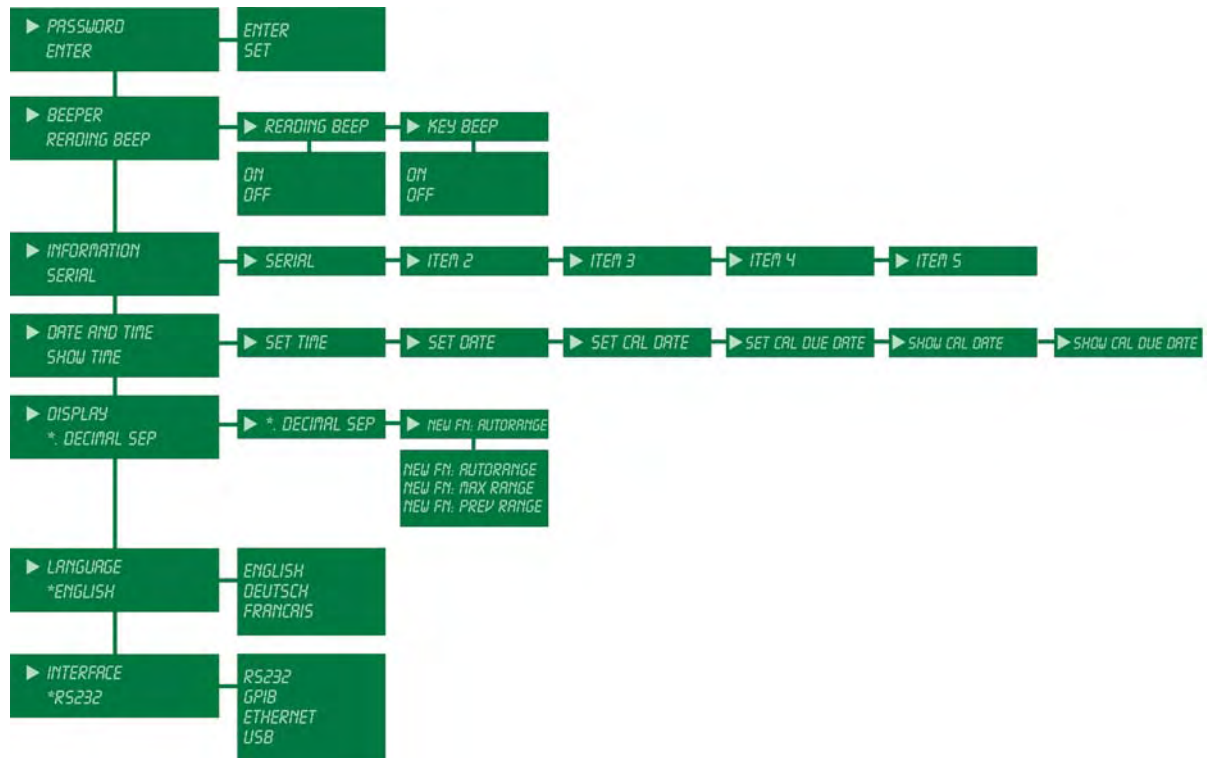 ▶ PASSWORD
ENTER
ENTER
SET
▶ BEEPER
READING BEEP
▶ READING BEEP
ON
OFF
▶ KEY BEEP
ON
OFF
▶ INFORMATION
SERIAL
▶ SERIAL
▶ ITEM 2
▶ ITEM 3
▶ ITEM 4
▶ ITEM 5
▶ DATE AND TIME
SHOW TIME
▶ SET TIME
▶ SET DATE
▶ SET CAL DATE
▶ SET CAL DUE DATE
▶ SHOW CAL DATE
▶ SHOW CAL DUE DATE
▶ DISPLAY
*. DECIMAL SEP
▶ *. DECIMAL SEP
▶ NEW FN: AUTORANGE
NEW FN: AUTORANGE
NEW FN: MAX RANGE
NEW FN: PREV RANGE
▶ LANGUAGE
*ENGLISH
ENGLISH
DEUTSCH
FRANCAIS
▶ INTERFACE
*RS232
RS232
GPIB
ETHERNET
USB